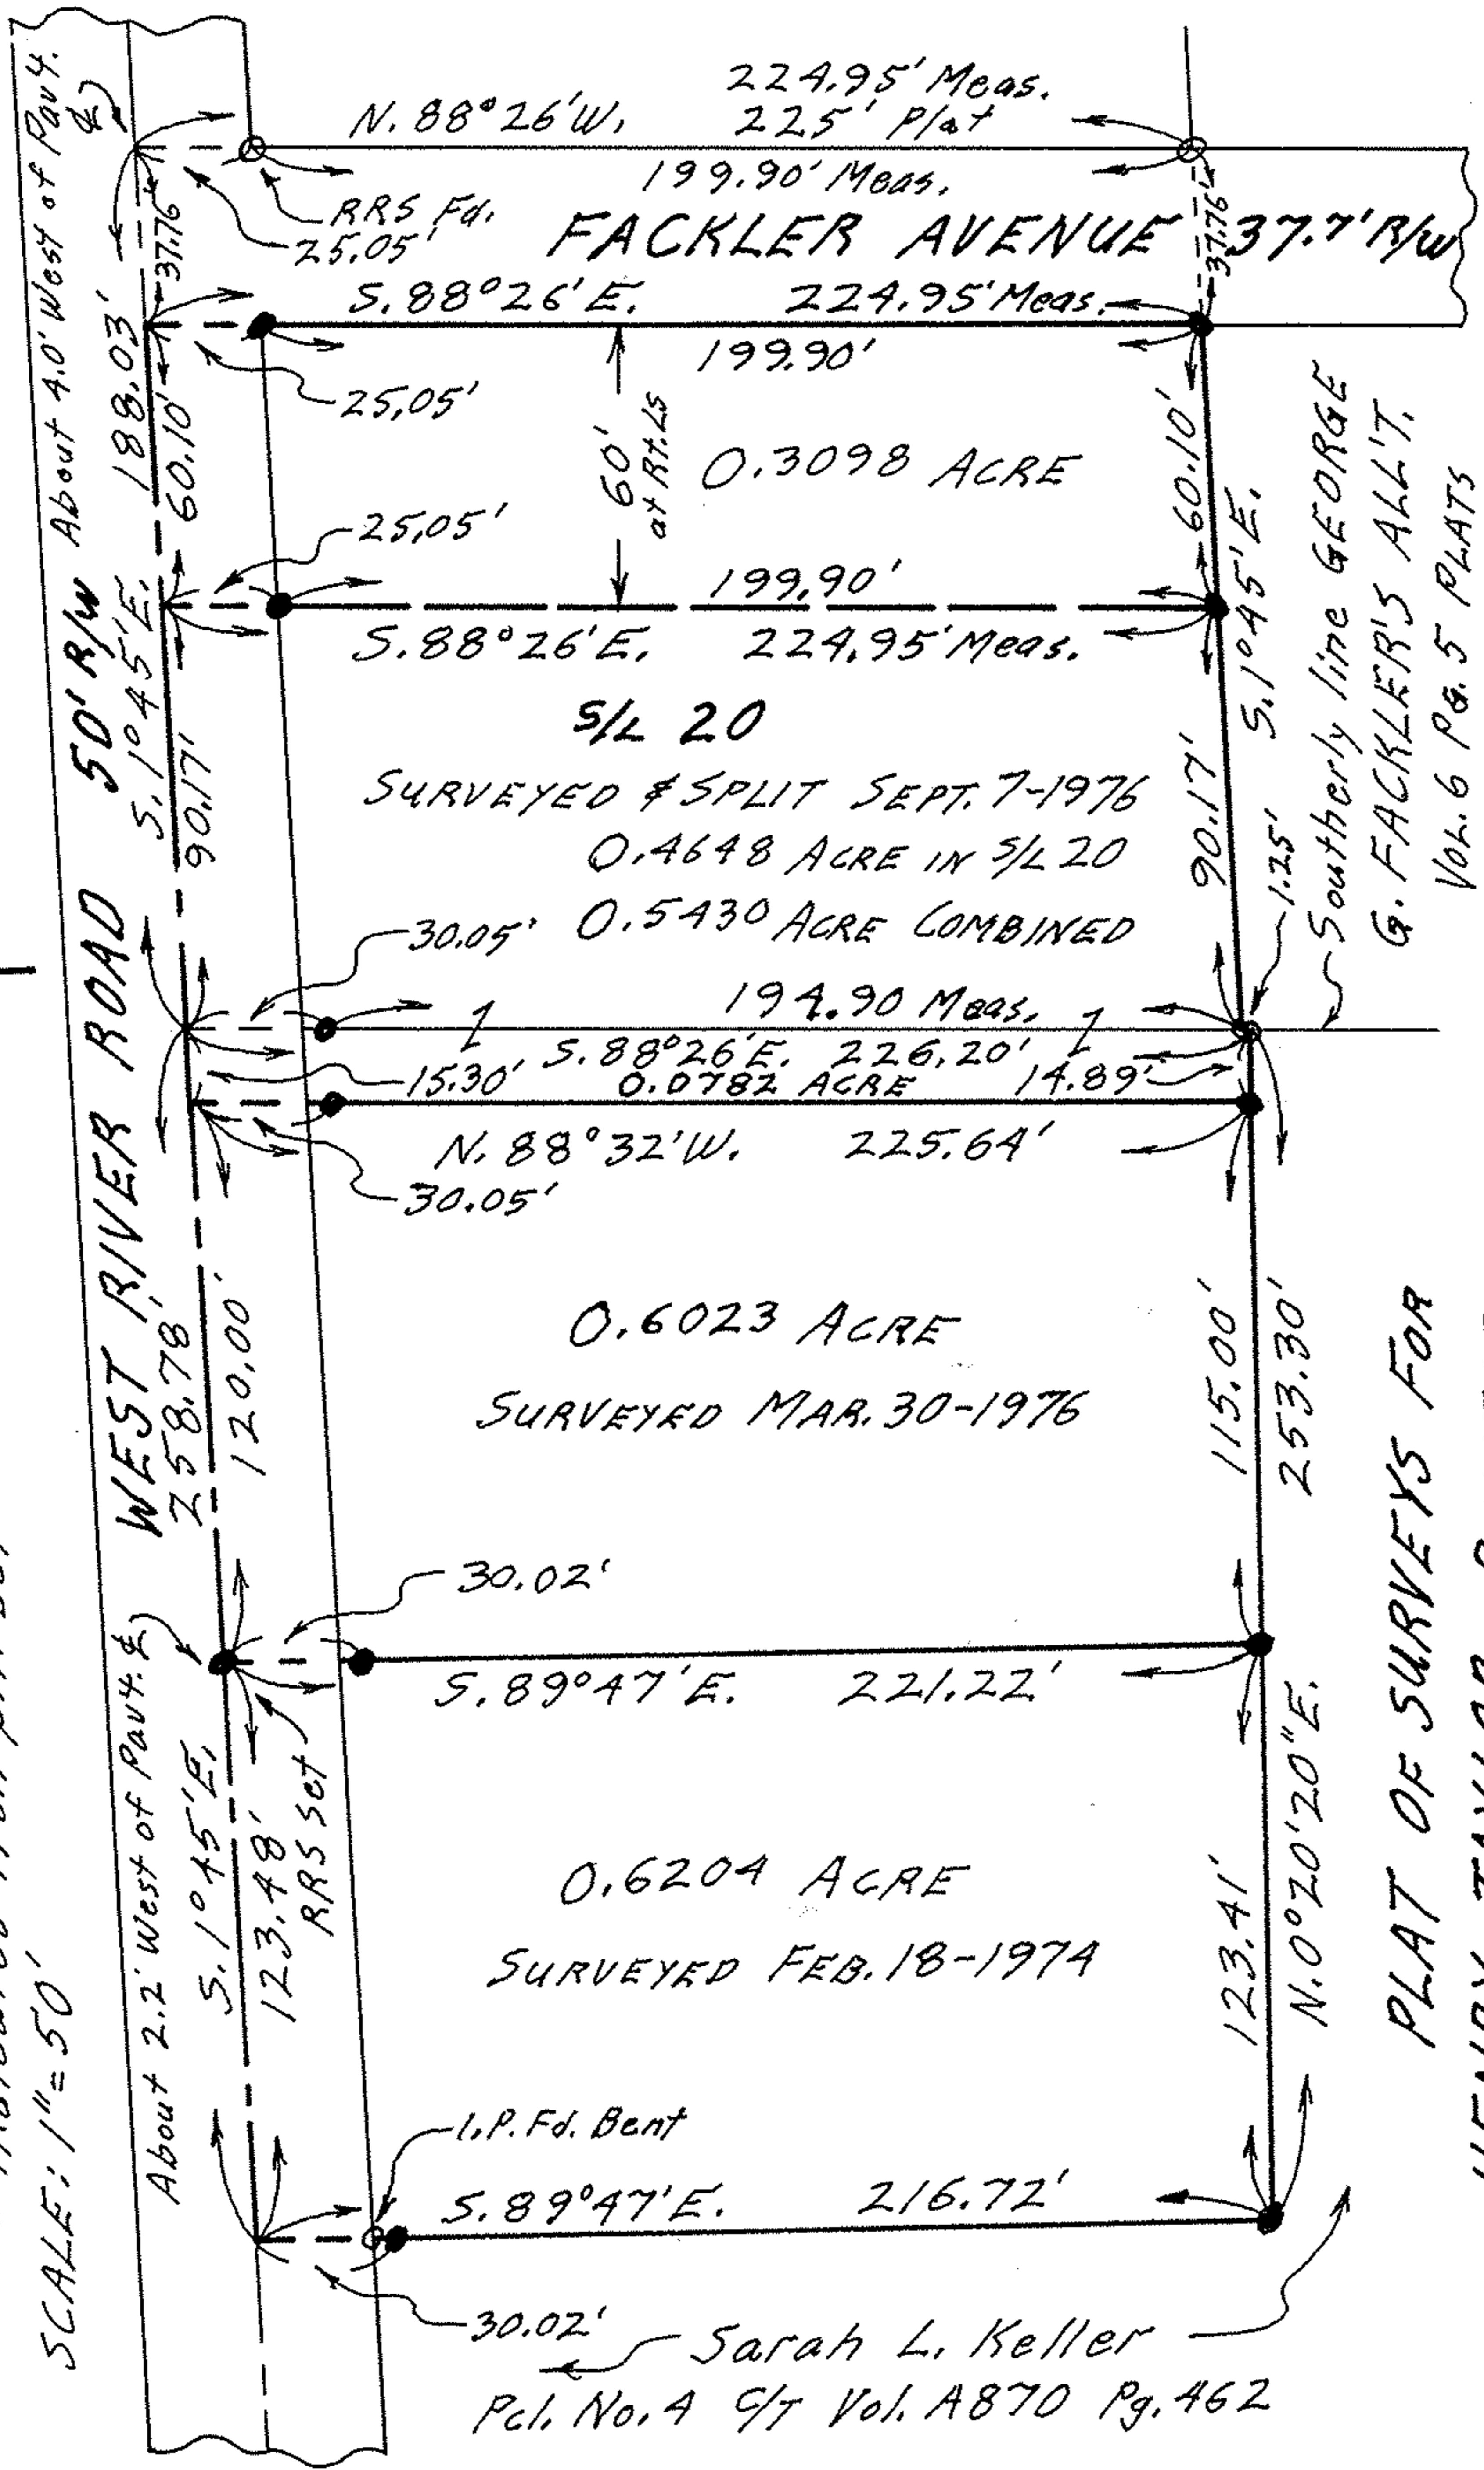 About 4.0' West of Pav't. ℄
N. 88°26'W.
224.95' Meas.
225' Plat
199.90' Meas.
RRS Fd.
25.05'
37.76'
37.76'
FACKLER AVENUE 37.7' R/W
S. 88°26'E. 224.95' Meas.
199.90'
25.05'
188.03'
60.10'
60'
at Rt. Ls
0.3098 ACRE
60.10'
25.05'
199.90'
S. 88°26'E. 224.95' Meas.
S. 1°45'E.
S. 1°45'E.
90.17'
90.17'
S/L 20
SURVEYED & SPLIT SEPT. 7-1976
0.4648 ACRE IN S/L 20
0.5430 ACRE COMBINED
30.05'
1.25'
Southerly line GEORGE
G. FACKLER'S ALL'T.
VOL. 6 PG. 5 PLATS
194.90 Meas.
S. 88°26'E. 226.20'
15.30'
0.0782 ACRE
14.89'
N. 88°32'W. 225.64'
30.05'
WEST RIVER ROAD 50' R/W
258.78'
120.00'
0.6023 ACRE
SURVEYED MAR. 30-1976
115.00'
253.30'
30.02'
S. 89°47'E. 221.22'
About 2.2' West of Pav't. ℄
S. 1°45'E.
123.48'
RRS Set
0.6204 ACRE
SURVEYED FEB. 18-1974
123.41'
N. 0°20'20"E.
I.P. Fd. Bent
S. 89°47'E. 216.72'
30.02'
Sarah L. Keller
Pcl. No. 4 C/T Vol. A870 Pg. 462
SCALE: 1"=50'
PLAT OF SURVEYS FOR